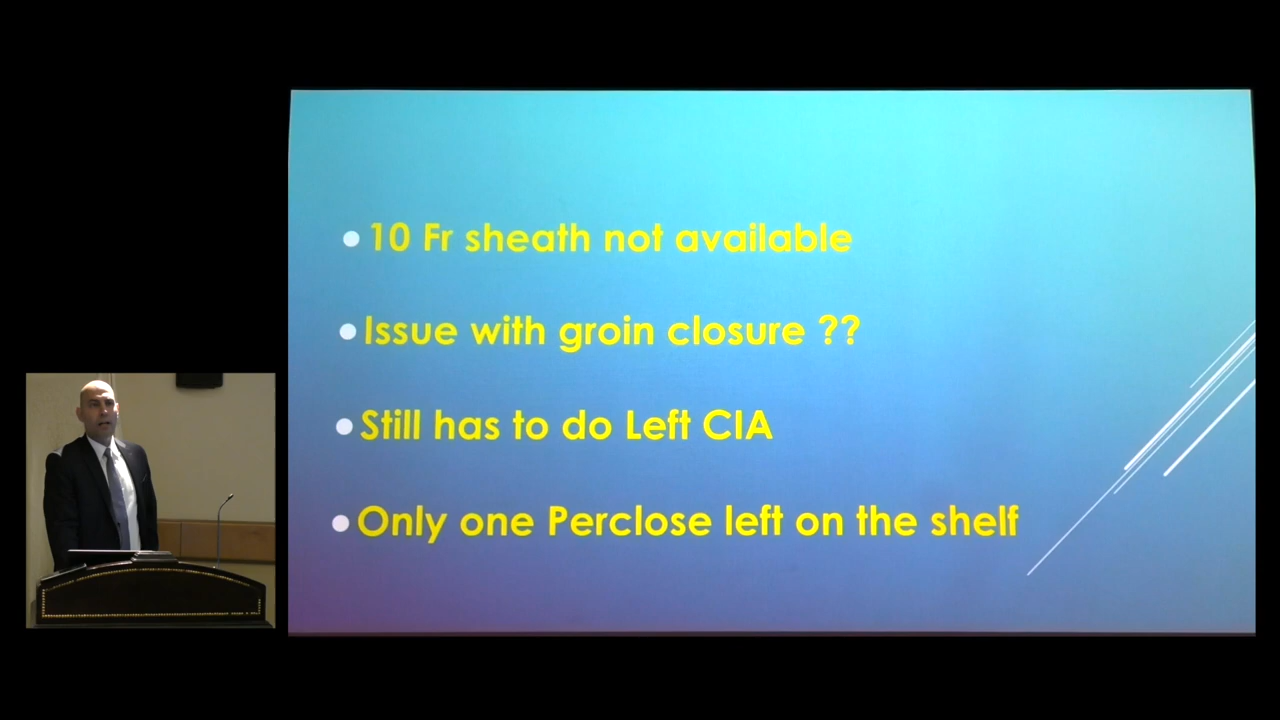 10 Fr sheath not available
Issue with groin closure ??
Still has to do Left CIA
Only one Perclose left on the shelf